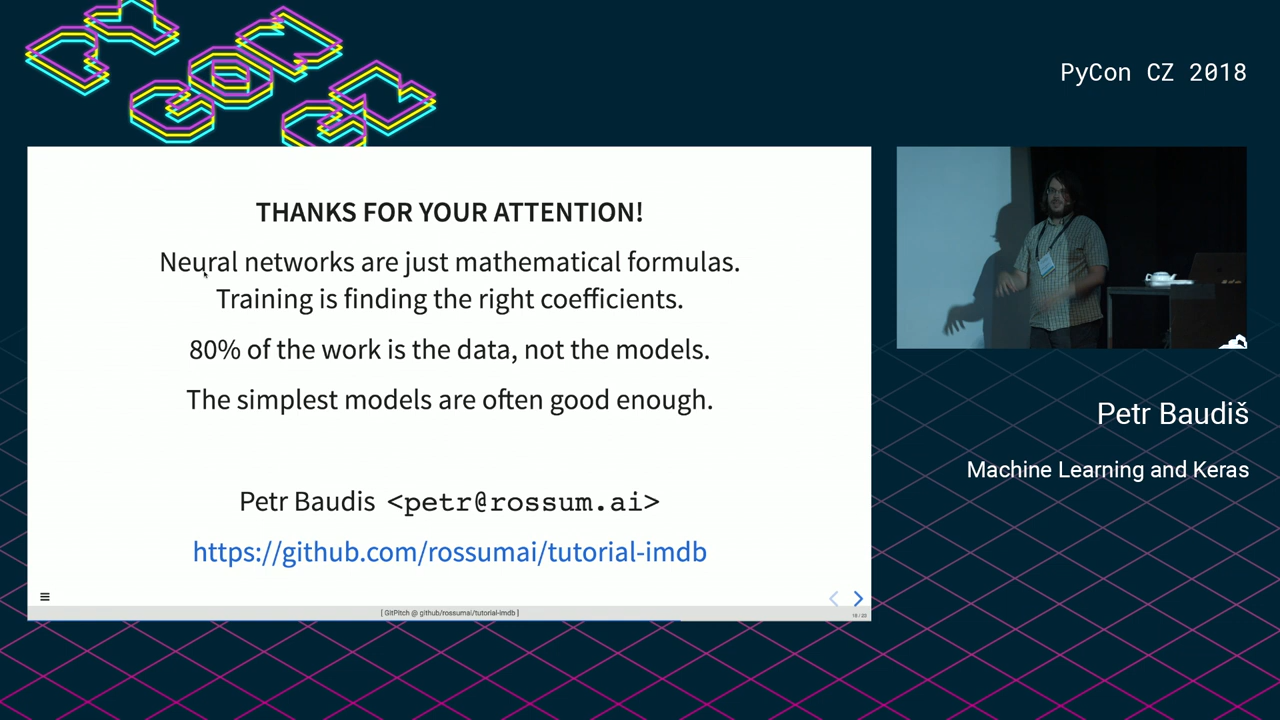 PYCON CZ
PyCon CZ 2018
THANKS FOR YOUR ATTENTION!
Neural networks are just mathematical formulas.
Training is finding the right coefficients.
80% of the work is the data, not the models.
The simplest models are often good enough.
Petr Baudis <petr@rossum.ai>
https://github.com/rossumai/tutorial-imdb
[ GitPitch @ github/rossumai/tutorial-imdb ]
Petr Baudiš
Machine Learning and Keras